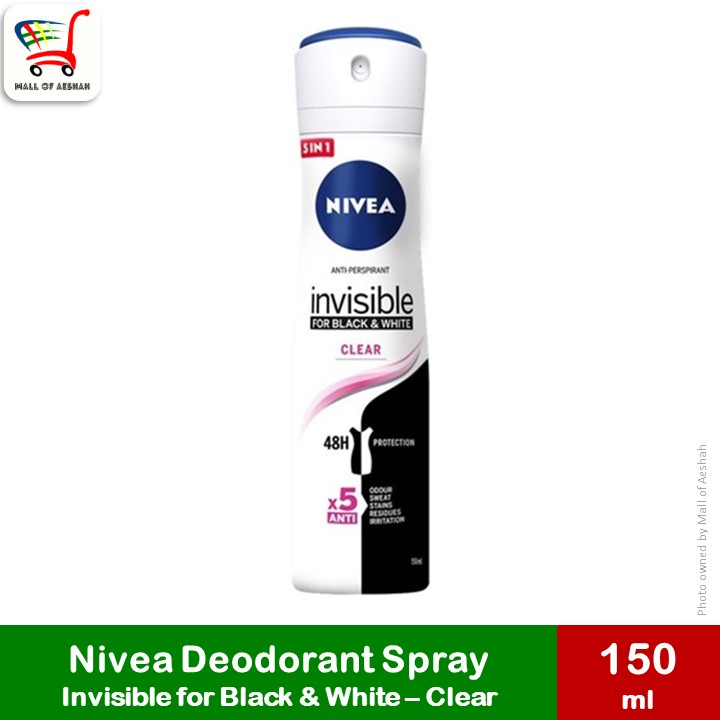 MALL OF AESHAH
5 IN 1
NIVEA
ANTI-PERSPIRANT
invisible
FOR BLACK & WHITE
CLEAR
48H PROTECTION
x5
ANTI
ODOUR
SWEAT
STAINS
RESIDUES
IRRITATION
150ml
Photo owned by Mall of Aeshah
Nivea Deodorant Spray
Invisible for Black & White – Clear
150
ml